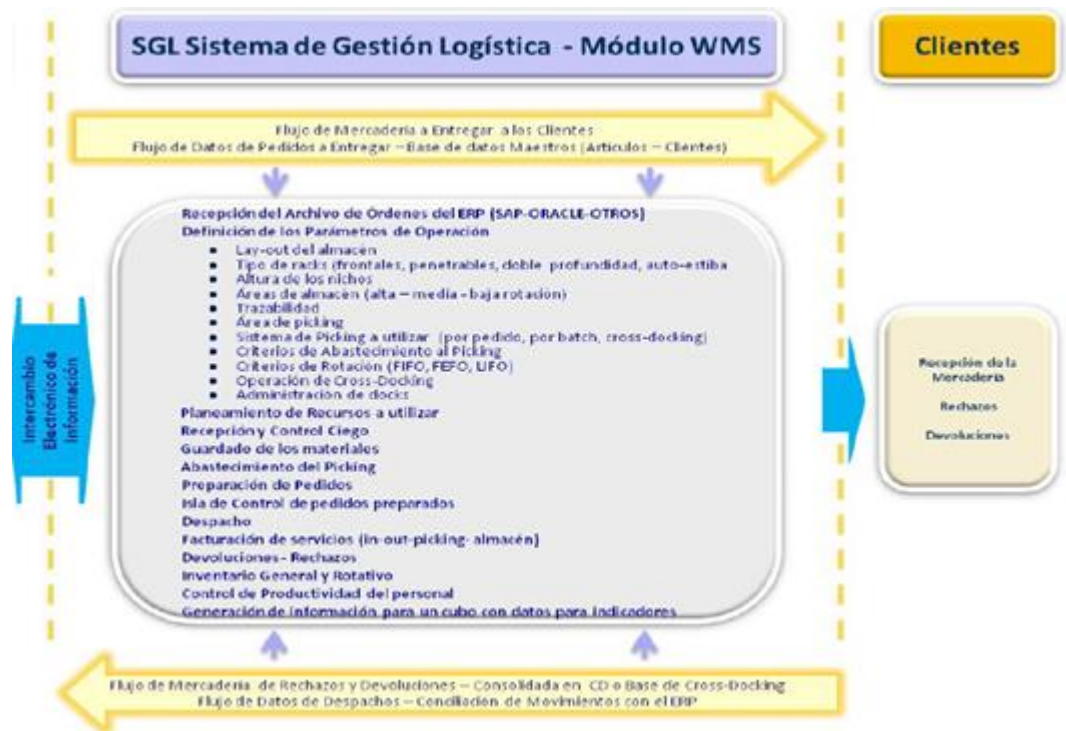 SGL Sistema de Gestión Logística - Módulo WMS
Clientes
Flujo de Mercadería a Entregar a los Clientes
Flujo de Datos de Pedidos a Entregar – Base de datos Maestros (Artículos – Clientes)
Recepción del Archivo de Órdenes del ERP (SAP-ORACLE-OTROS)
Definición de los Parámetros de Operación
• Lay-out del almacén
• Tipo de racks (frontales, penetrables, doble profundidad, auto-estiba
• Altura de los nichos
• Áreas de almacén (alta – media - baja rotación)
• Trazabilidad
• Área de picking
• Sistema de Picking a utilizar (por pedido, por batch, cross-docking)
• Criterios de Abastecimiento al Picking
• Criterios de Rotación (FIFO, FEFO, LIFO)
• Operación de Cross-Docking
• Administración de docks
Planeamiento de Recursos a utilizar
Recepción y Control Ciego
Guardado de los materiales
Abastecimiento del Picking
Preparación de Pedidos
Isla de Control de pedidos preparados
Despacho
Facturación de servicios (in-out-picking- almacén)
Devoluciones - Rechazos
Inventario General y Rotativo
Control de Productividad del personal
Generación de Información para un cubo con datos para Indicadores
Intercambio
Electrónico de
Información
Recepción de la
Mercadería
Rechazos
Devoluciones
Flujo de Mercadería de Rechazos y Devoluciones – Consolidada en CD o Base de Cross-Docking
Flujo de Datos de Despachos – Conciliación de Movimientos con el ERP